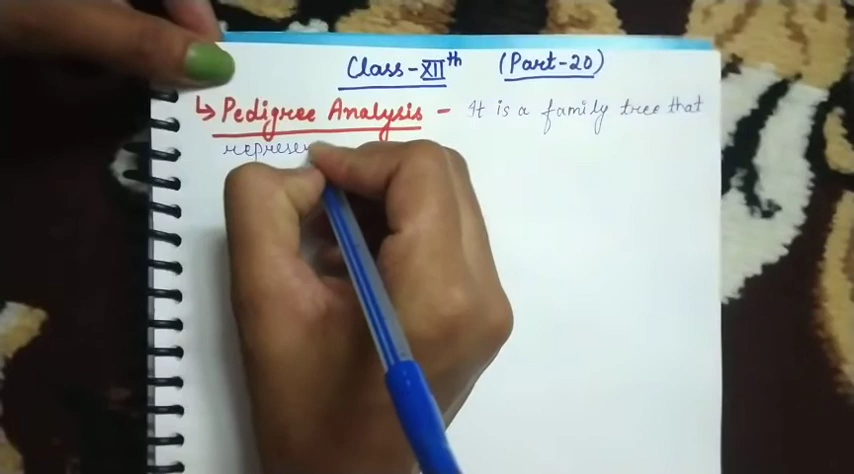 Class-XIIth (Part-20)
↳ Pedigree Analysis - It is a family tree that